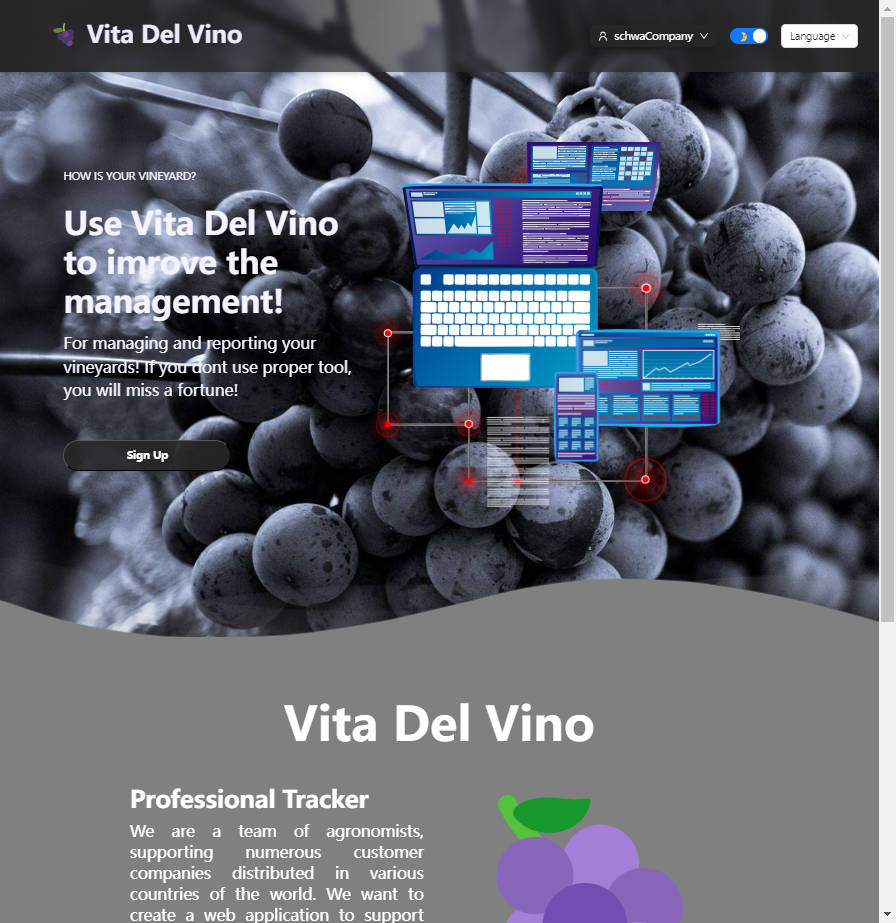 Vita Del Vino
schwaCompany
Language
HOW IS YOUR VINEYARD?
Use Vita Del Vino
to imrove the
management!
For managing and reporting your
vineyards! If you dont use proper tool,
you will miss a fortune!
Sign Up
Vita Del Vino
Professional Tracker
We are a team of agronomists,
supporting numerous customer
companies distributed in various
countries of the world. We want to
create a web application to support